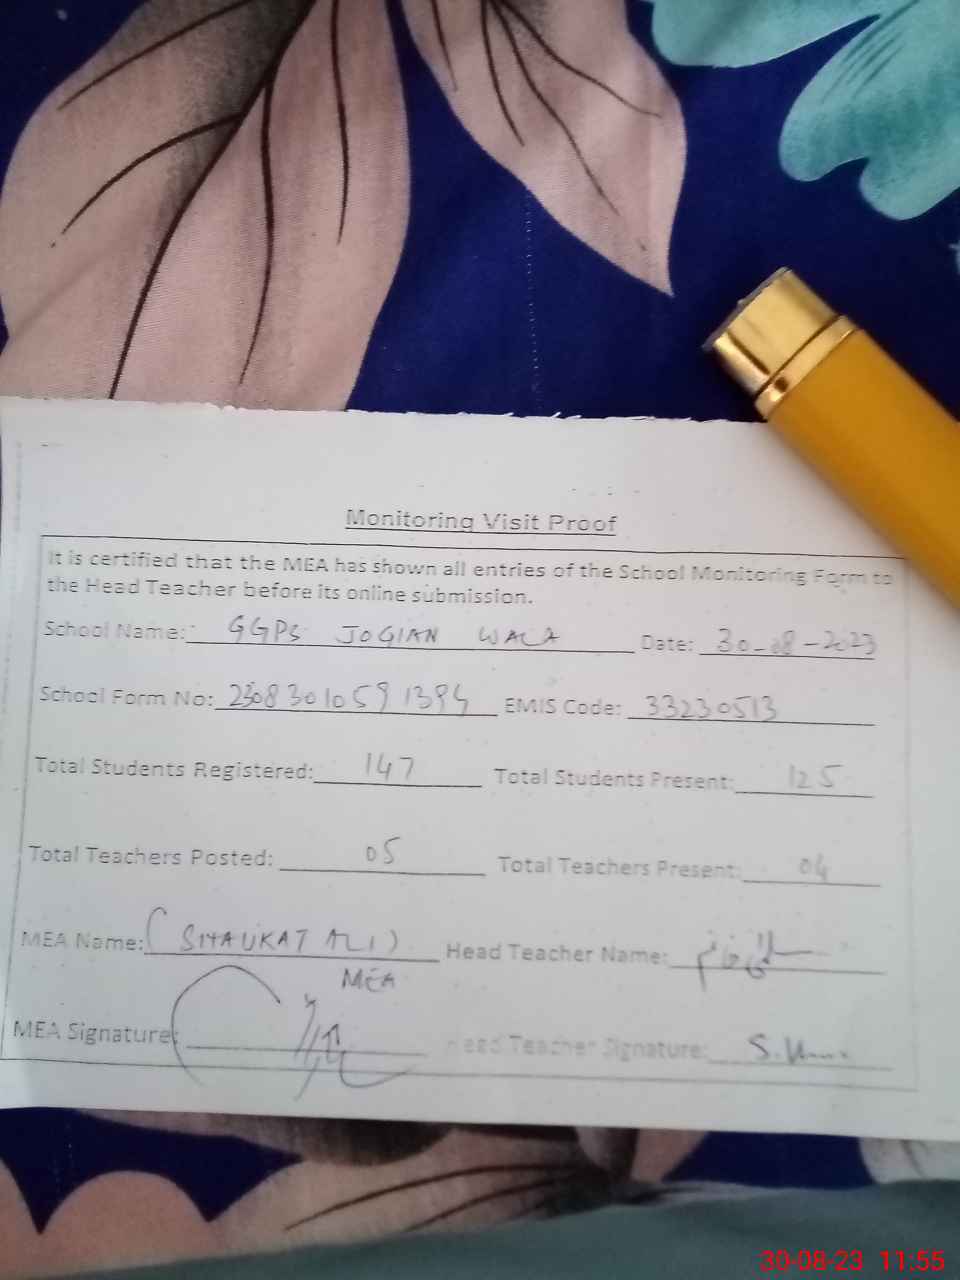 Monitoring Visit Proof
It is certified that the MEA has shown all entries of the School Monitoring Form to
the Head Teacher before its online submission.
School Name: GGPS JOGIAN WALA Date: 30-08-2023
School Form No: 23083010591394 EMIS Code: 33230513
Total Students Registered: 147 Total Students Present: 125
Total Teachers Posted: 05 Total Teachers Present: 04
MEA Name: (SHAUKAT ALI) Head Teacher Name:
MEA
MEA Signature: Head Teacher Signature:
30-08-23 11:55